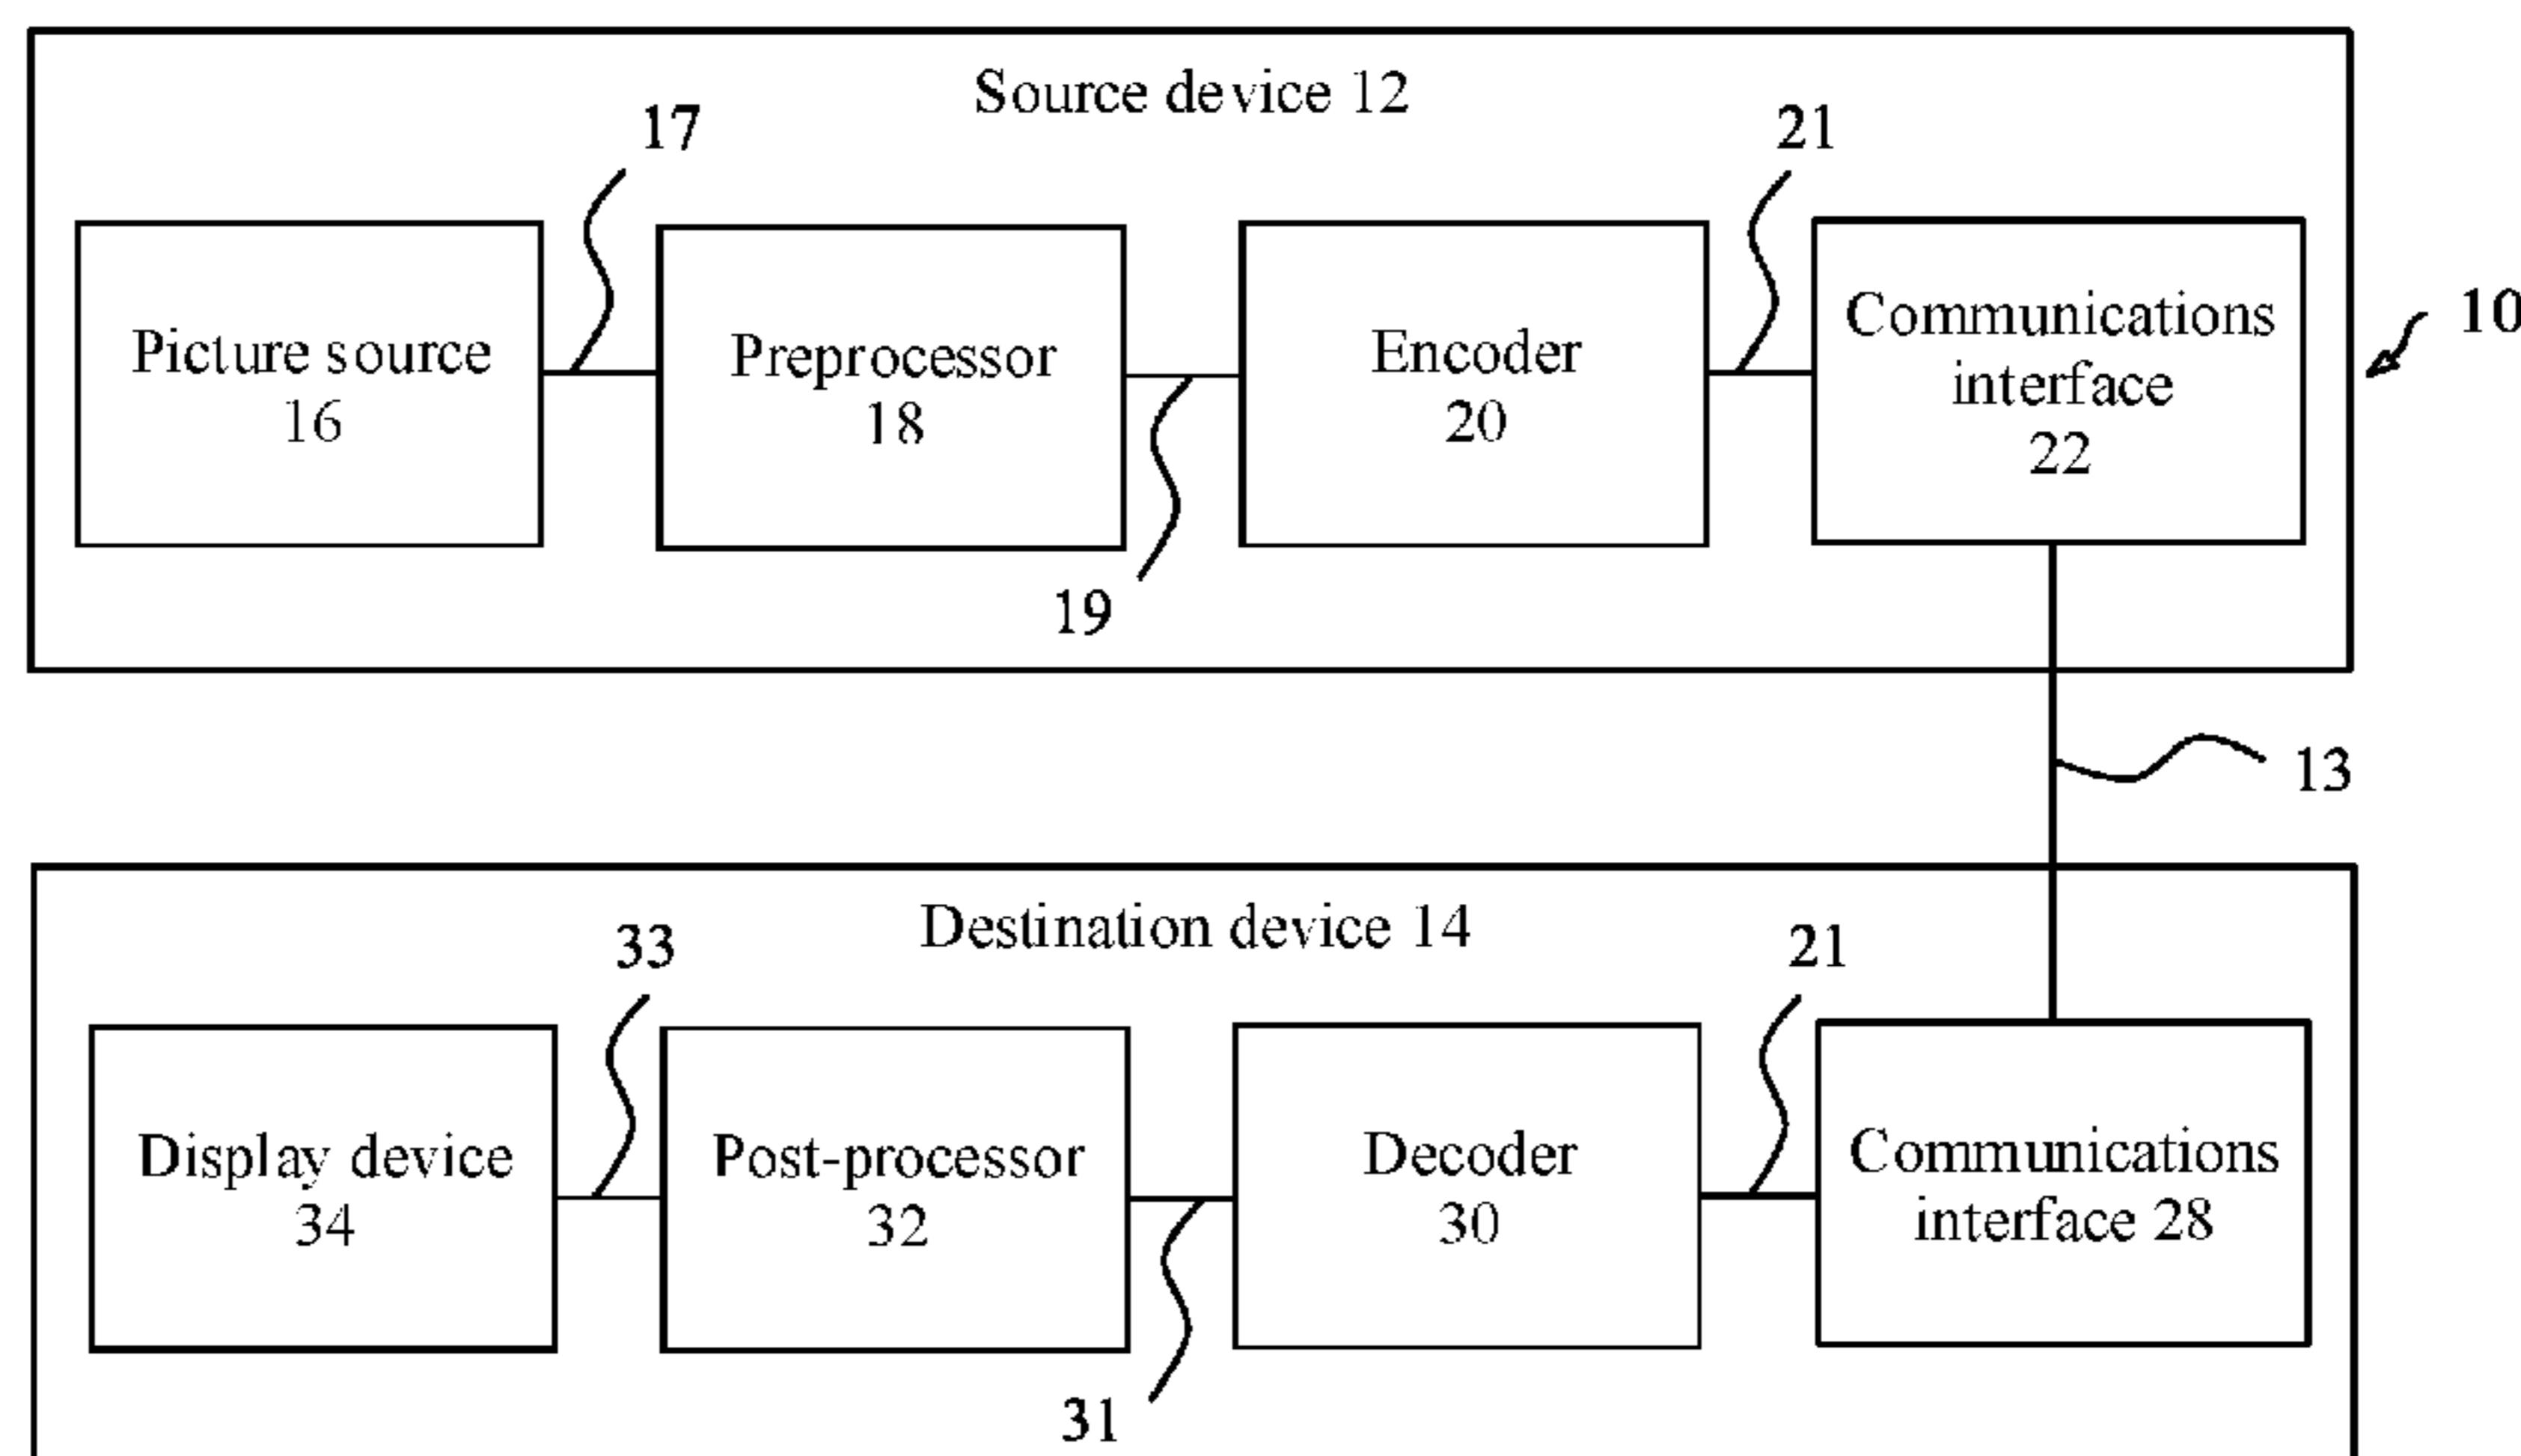 Source device 12
17
21
Picture source
16
Preprocessor
18
Encoder
20
Communications
interface
22
10
19
13
Destination device 14
33
21
Display device
34
Post-processor
32
Decoder
30
Communications
interface 28
31